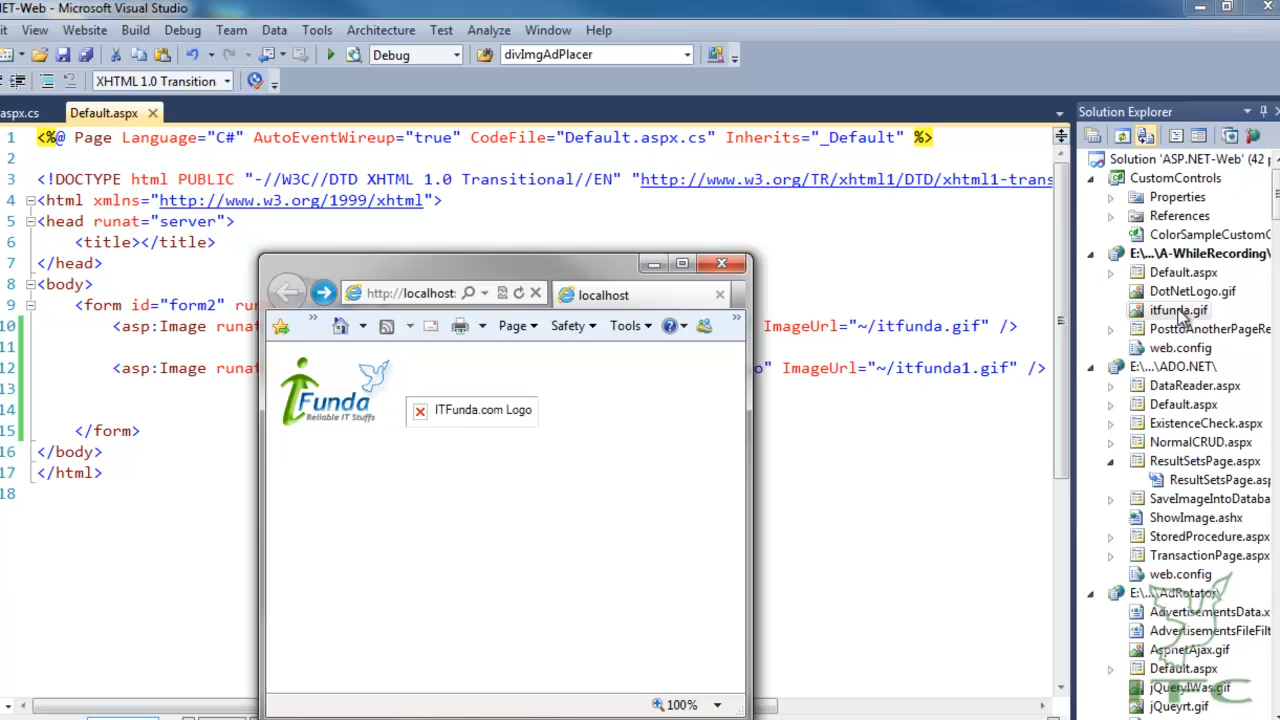 .NET-Web - Microsoft Visual Studio
it View Website Build Debug Team Data Tools Architecture Test Analyze Window Help
Debug divImgAdPlacer
XHTML 1.0 Transition
aspx.cs Default.aspx
1 <%@ Page Language="C#" AutoEventWireup="true" CodeFile="Default.aspx.cs" Inherits="_Default" %>
2
3 <!DOCTYPE html PUBLIC "-//W3C//DTD XHTML 1.0 Transitional//EN" "http://www.w3.org/TR/xhtml1/DTD/xhtml1-trans
4 <html xmlns="http://www.w3.org/1999/xhtml">
5 <head runat="server">
6 <title></title>
7 </head>
8 <body>
9 <form id="form2" ru
10 <asp:Image runa ImageUrl="~/itfunda.gif" />
11
12 <asp:Image runa o" ImageUrl="~/itfunda1.gif" />
13
14
15 </form>
16 </body>
17 </html>
18
http://localhost: localhost
Page Safety Tools
Funda
Reliable IT Stuffs
ITFunda.com Logo
100%
Solution Explorer
Solution 'ASP.NET-Web' (42 p
CustomControls
Properties
References
ColorSampleCustomC
E:\...\A-WhileRecording\
Default.aspx
DotNetLogo.gif
itfunda.gif
PosttoAnotherPageRe
web.config
E:\...\ADO.NET\
DataReader.aspx
Default.aspx
ExistenceCheck.aspx
NormalCRUD.aspx
ResultSetsPage.aspx
ResultSetsPage.asp
SaveImageIntoDataba
ShowImage.ashx
StoredProcedure.aspx
TransactionPage.aspx
web.config
E:\...\AdRotator\
AdvertisementsData.x
AdvertisementsFileFilt
AspnetAjax.gif
Default.aspx
jQueryIWas.gif
jQueryrt.gif
ITC